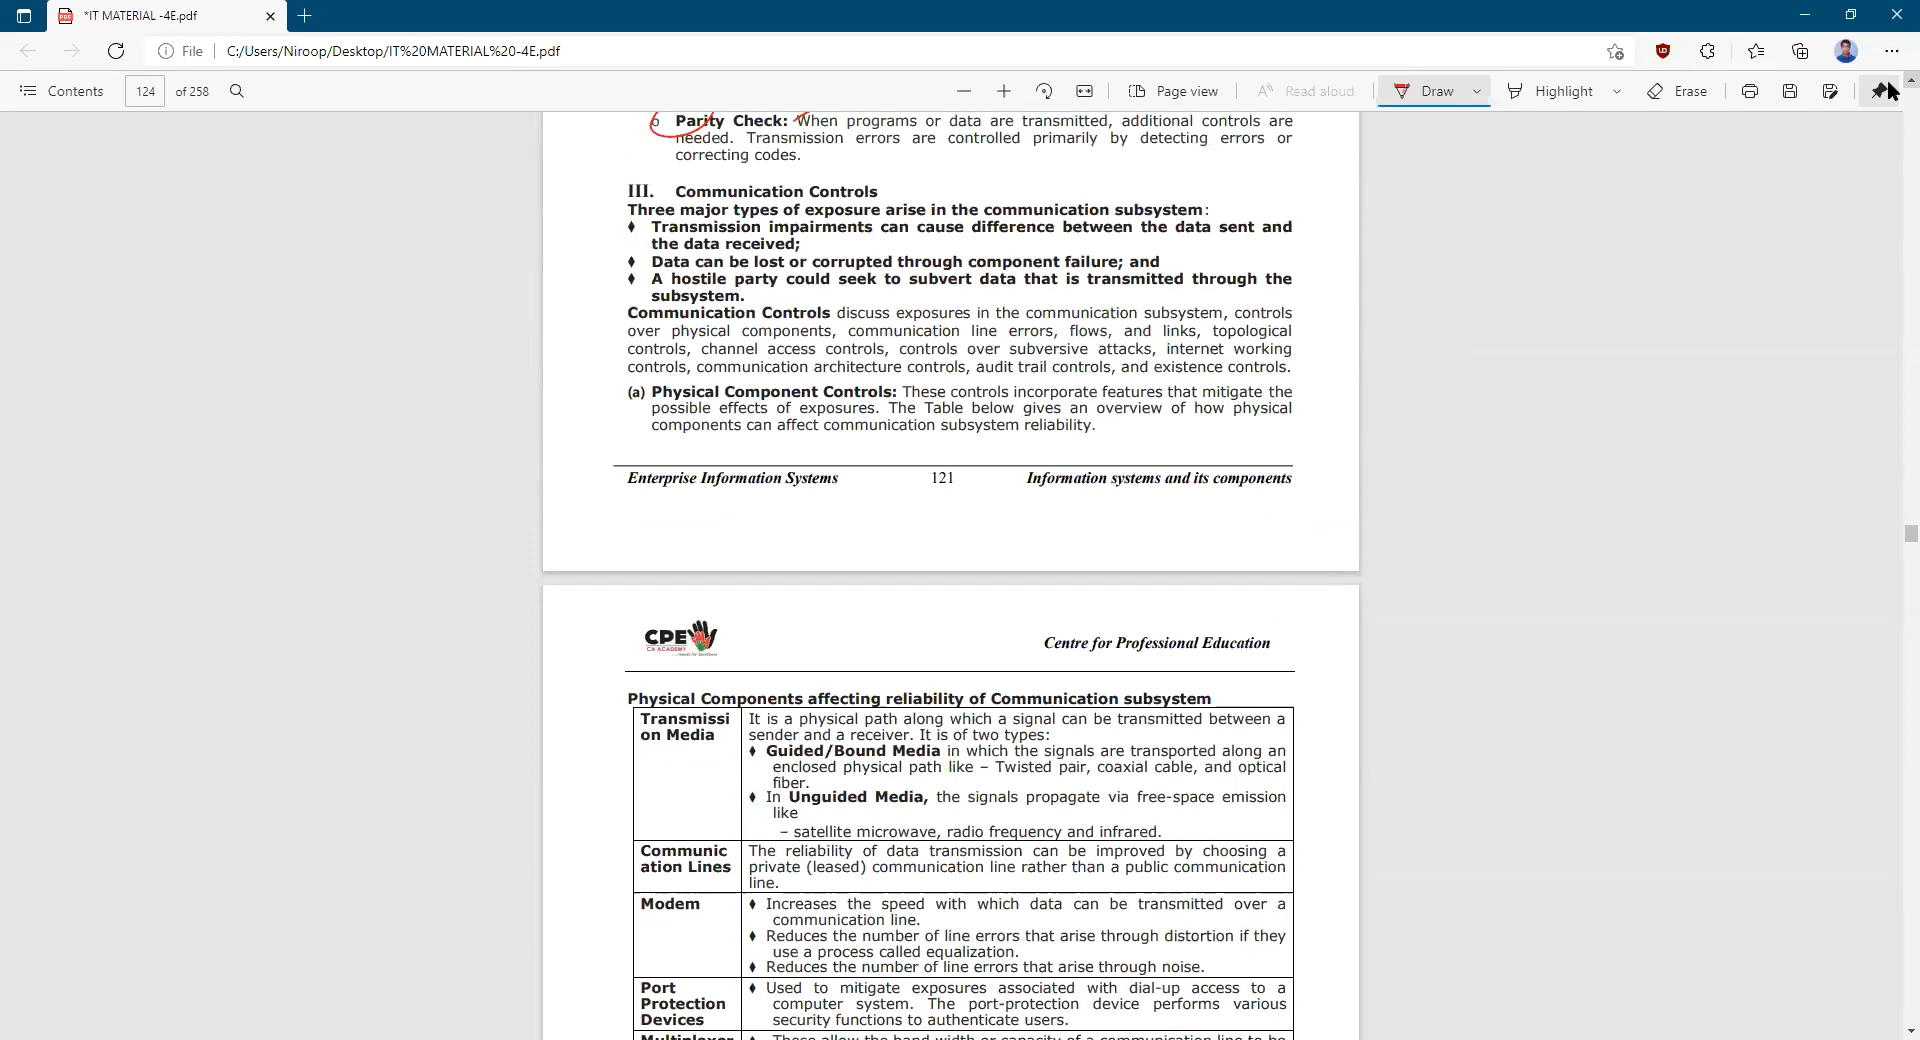 *IT MATERIAL -4E.pdf
File C:/Users/Niroop/Desktop/IT%20MATERIAL%20-4E.pdf
Contents 124 of 258 Page view Read aloud Draw Highlight Erase
o Parity Check: When programs or data are transmitted, additional controls are
needed. Transmission errors are controlled primarily by detecting errors or
correcting codes.
III. Communication Controls
Three major types of exposure arise in the communication subsystem:
♦ Transmission impairments can cause difference between the data sent and
the data received;
♦ Data can be lost or corrupted through component failure; and
♦ A hostile party could seek to subvert data that is transmitted through the
subsystem.
Communication Controls discuss exposures in the communication subsystem, controls
over physical components, communication line errors, flows, and links, topological
controls, channel access controls, controls over subversive attacks, internet working
controls, communication architecture controls, audit trail controls, and existence controls.
(a) Physical Component Controls: These controls incorporate features that mitigate the
possible effects of exposures. The Table below gives an overview of how physical
components can affect communication subsystem reliability.
Enterprise Information Systems 121 Information systems and its components
CPE
CA ACADEMY
Centre for Professional Education
Physical Components affecting reliability of Communication subsystem
Transmissi
on Media
It is a physical path along which a signal can be transmitted between a
sender and a receiver. It is of two types:
♦ Guided/Bound Media in which the signals are transported along an
enclosed physical path like – Twisted pair, coaxial cable, and optical
fiber.
♦ In Unguided Media, the signals propagate via free-space emission
like
– satellite microwave, radio frequency and infrared.
Communic
ation Lines
The reliability of data transmission can be improved by choosing a
private (leased) communication line rather than a public communication
line.
Modem
♦ Increases the speed with which data can be transmitted over a
communication line.
♦ Reduces the number of line errors that arise through distortion if they
use a process called equalization.
♦ Reduces the number of line errors that arise through noise.
Port
Protection
Devices
♦ Used to mitigate exposures associated with dial-up access to a
computer system. The port-protection device performs various
security functions to authenticate users.
Multiplexer
♦ These allow the band width or capacity of a communication line to be